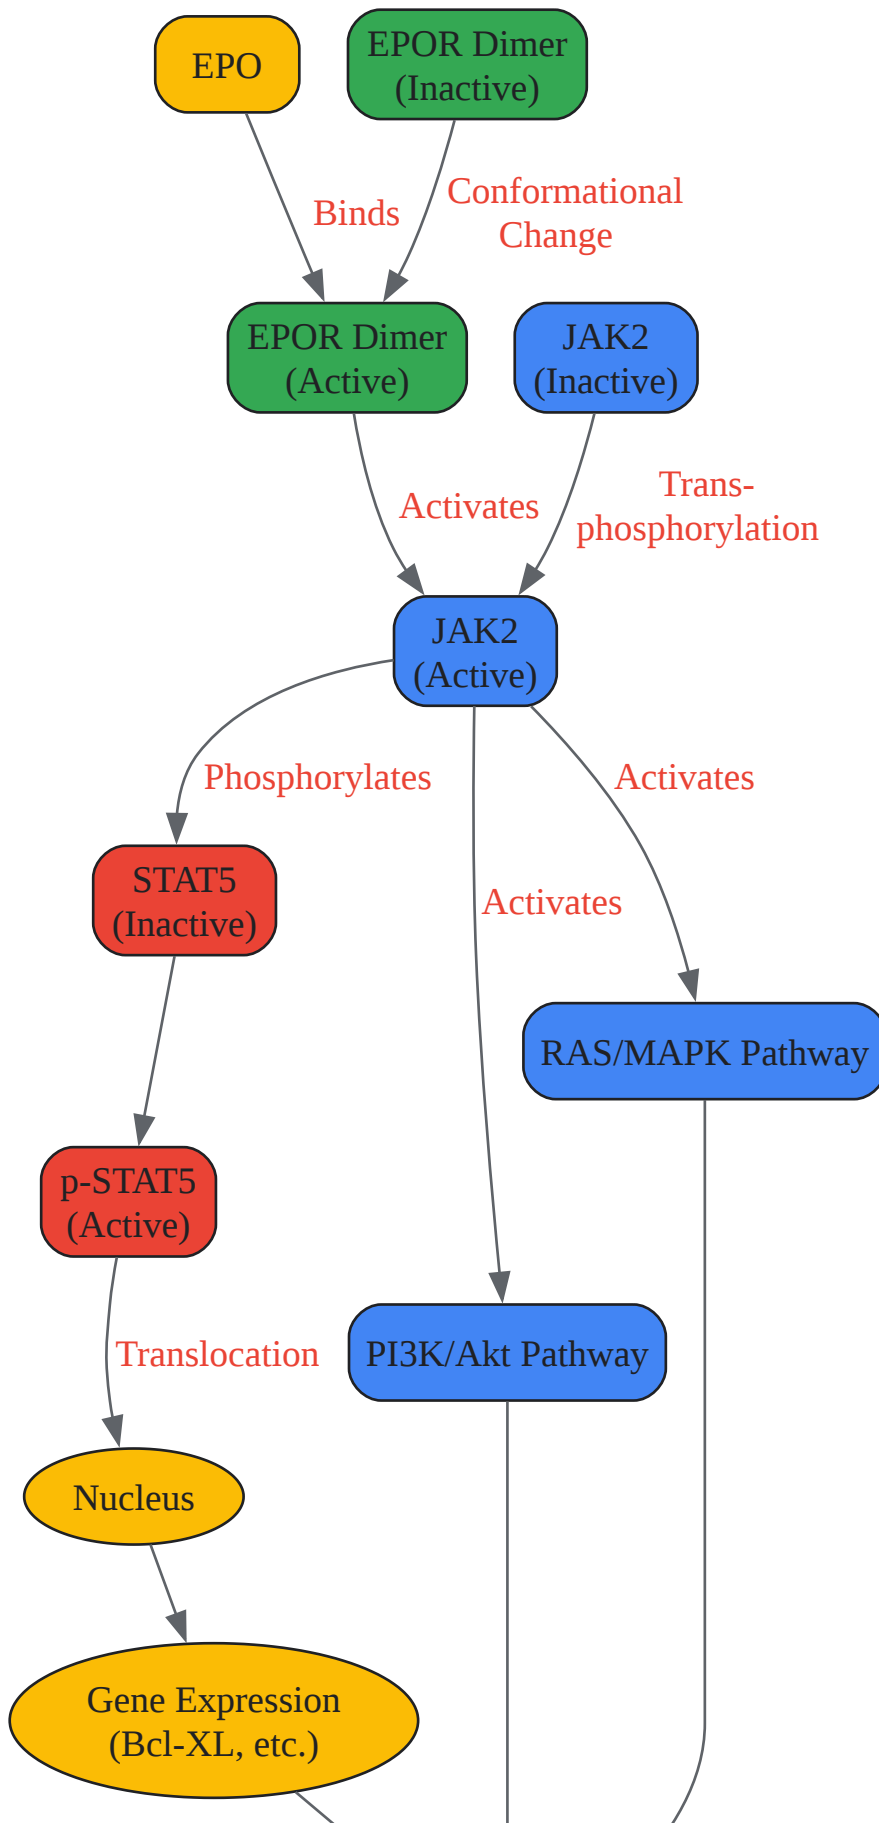 EPO
EPOR Dimer
(Inactive)
Binds
Conformational
Change
EPOR Dimer
(Active)
JAK2
(Inactive)
Activates
Trans-
phosphorylation
JAK2
(Active)
Phosphorylates
Activates
STAT5
(Inactive)
Activates
RAS/MAPK Pathway
p-STAT5
(Active)
Translocation
PI3K/Akt Pathway
Nucleus
Gene Expression
(Bcl-XL, etc.)